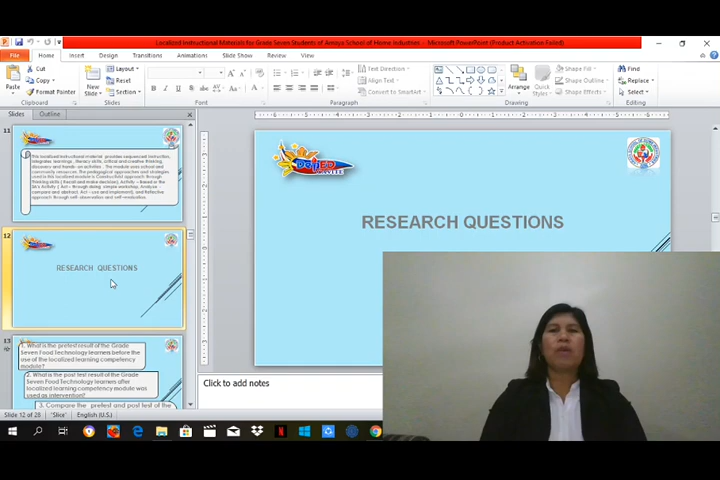 Localized Instructional Materials for Grade Seven Students of Amaya School of Home Industries - Microsoft PowerPoint (Product Activation Failed)
File Home Insert Design Transitions Animations Slide Show Review View
Cut
Copy
Format Painter
Paste
Clipboard
New
Slide
Layout
Reset
Section
Slides
Font
Text Direction
Align Text
Convert to SmartArt
Paragraph
Arrange
Quick
Styles
Shape Fill
Shape Outline
Shape Effects
Drawing
Find
Replace
Select
Editing
Slides Outline
11
12
RESEARCH QUESTIONS
13
1. What is the pretest result of the Grade
Seven Food Technology learners before the
use of the localized learning competency
module?
2. What is the post test result of the Grade
Seven Food Technology learners after
localized learning competency module was
used as intervention?
3. Compare the pretest and post test of the
DepED
CAVITE
RESEARCH QUESTIONS
Click to add notes
Slide 12 of 28 "Slice" English (U.S.)